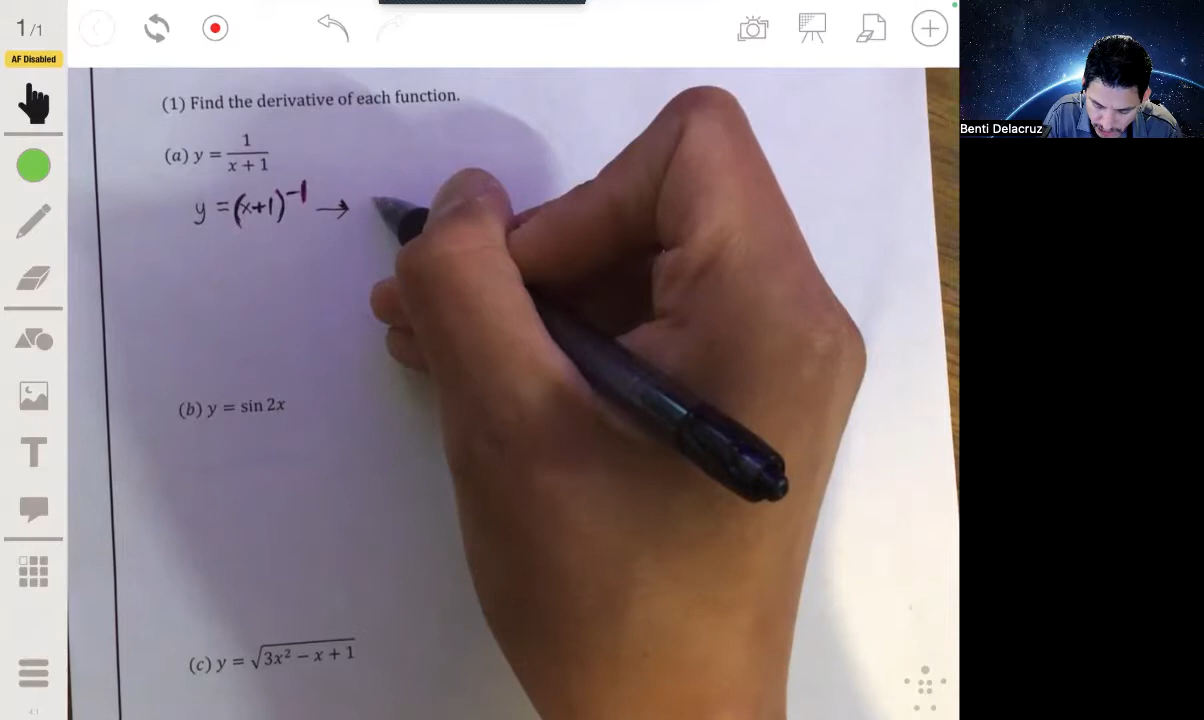 1/1
AF Disabled
T
Benti Delacruz
(1) Find the derivative of each function.
(a) y = 1/(x + 1)
y = (x+1)⁻¹ →
(b) y = sin 2x
(c) y = √(3x² − x + 1)